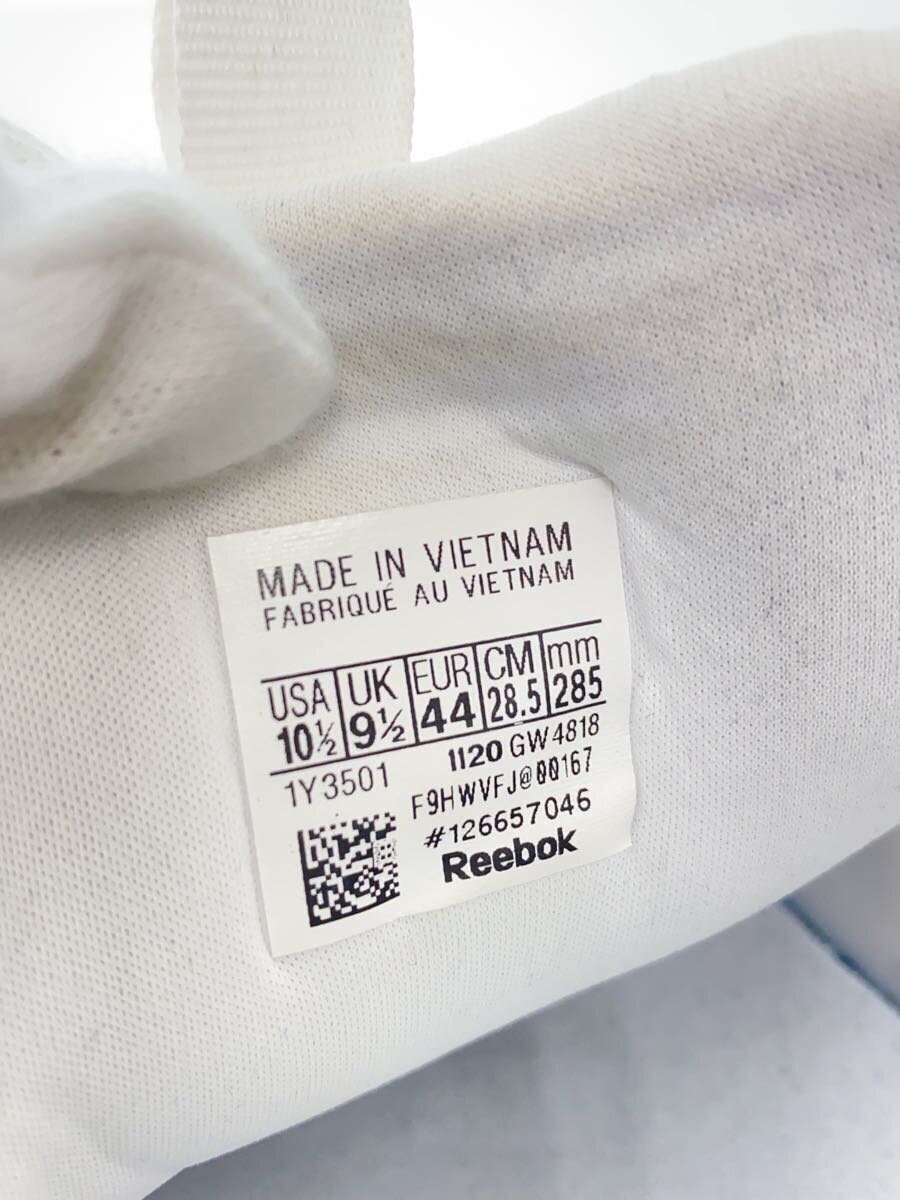 MADE IN VIETNAM
FABRIQUÉ AU VIETNAM
USA UK EUR CM mm
10½ 9½ 44 28.5 285
1Y3501 1120 GW4818
F9HWVFJ@00167
#126657046
Reebok